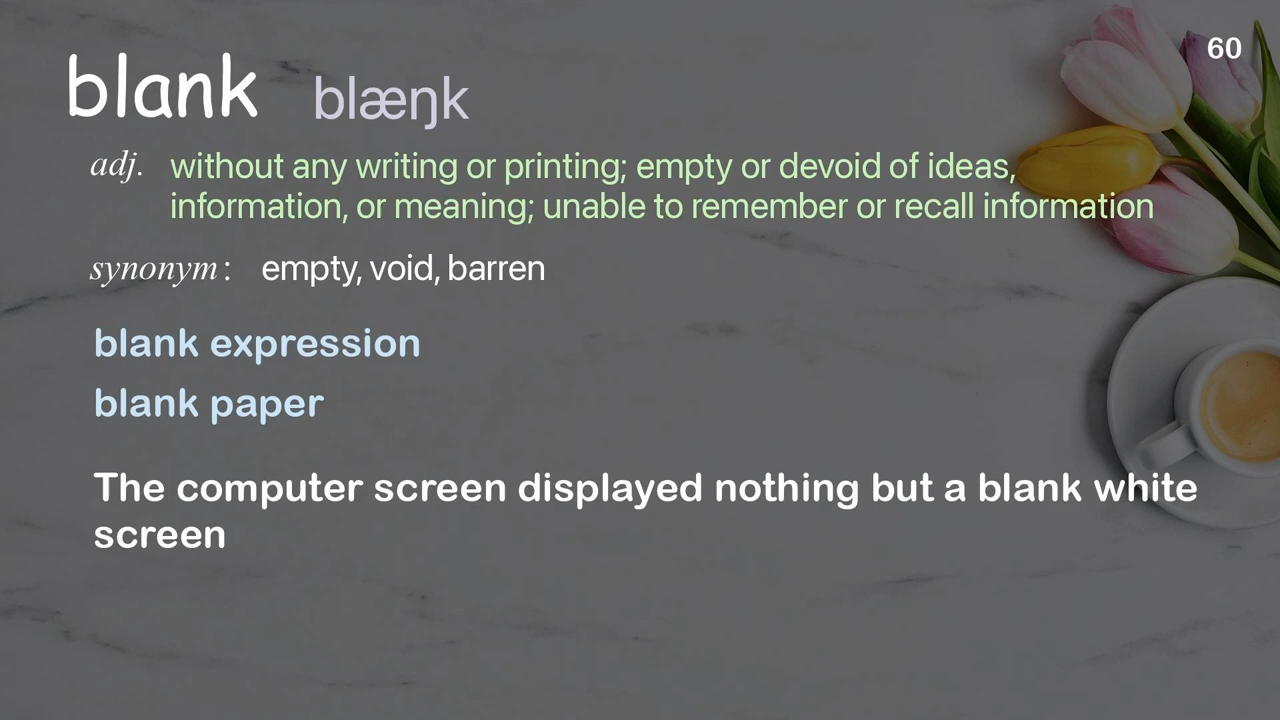 60
blank blæŋk
adj. without any writing or printing; empty or devoid of ideas,
information, or meaning; unable to remember or recall information
synonym: empty, void, barren
blank expression
blank paper
The computer screen displayed nothing but a blank white
screen